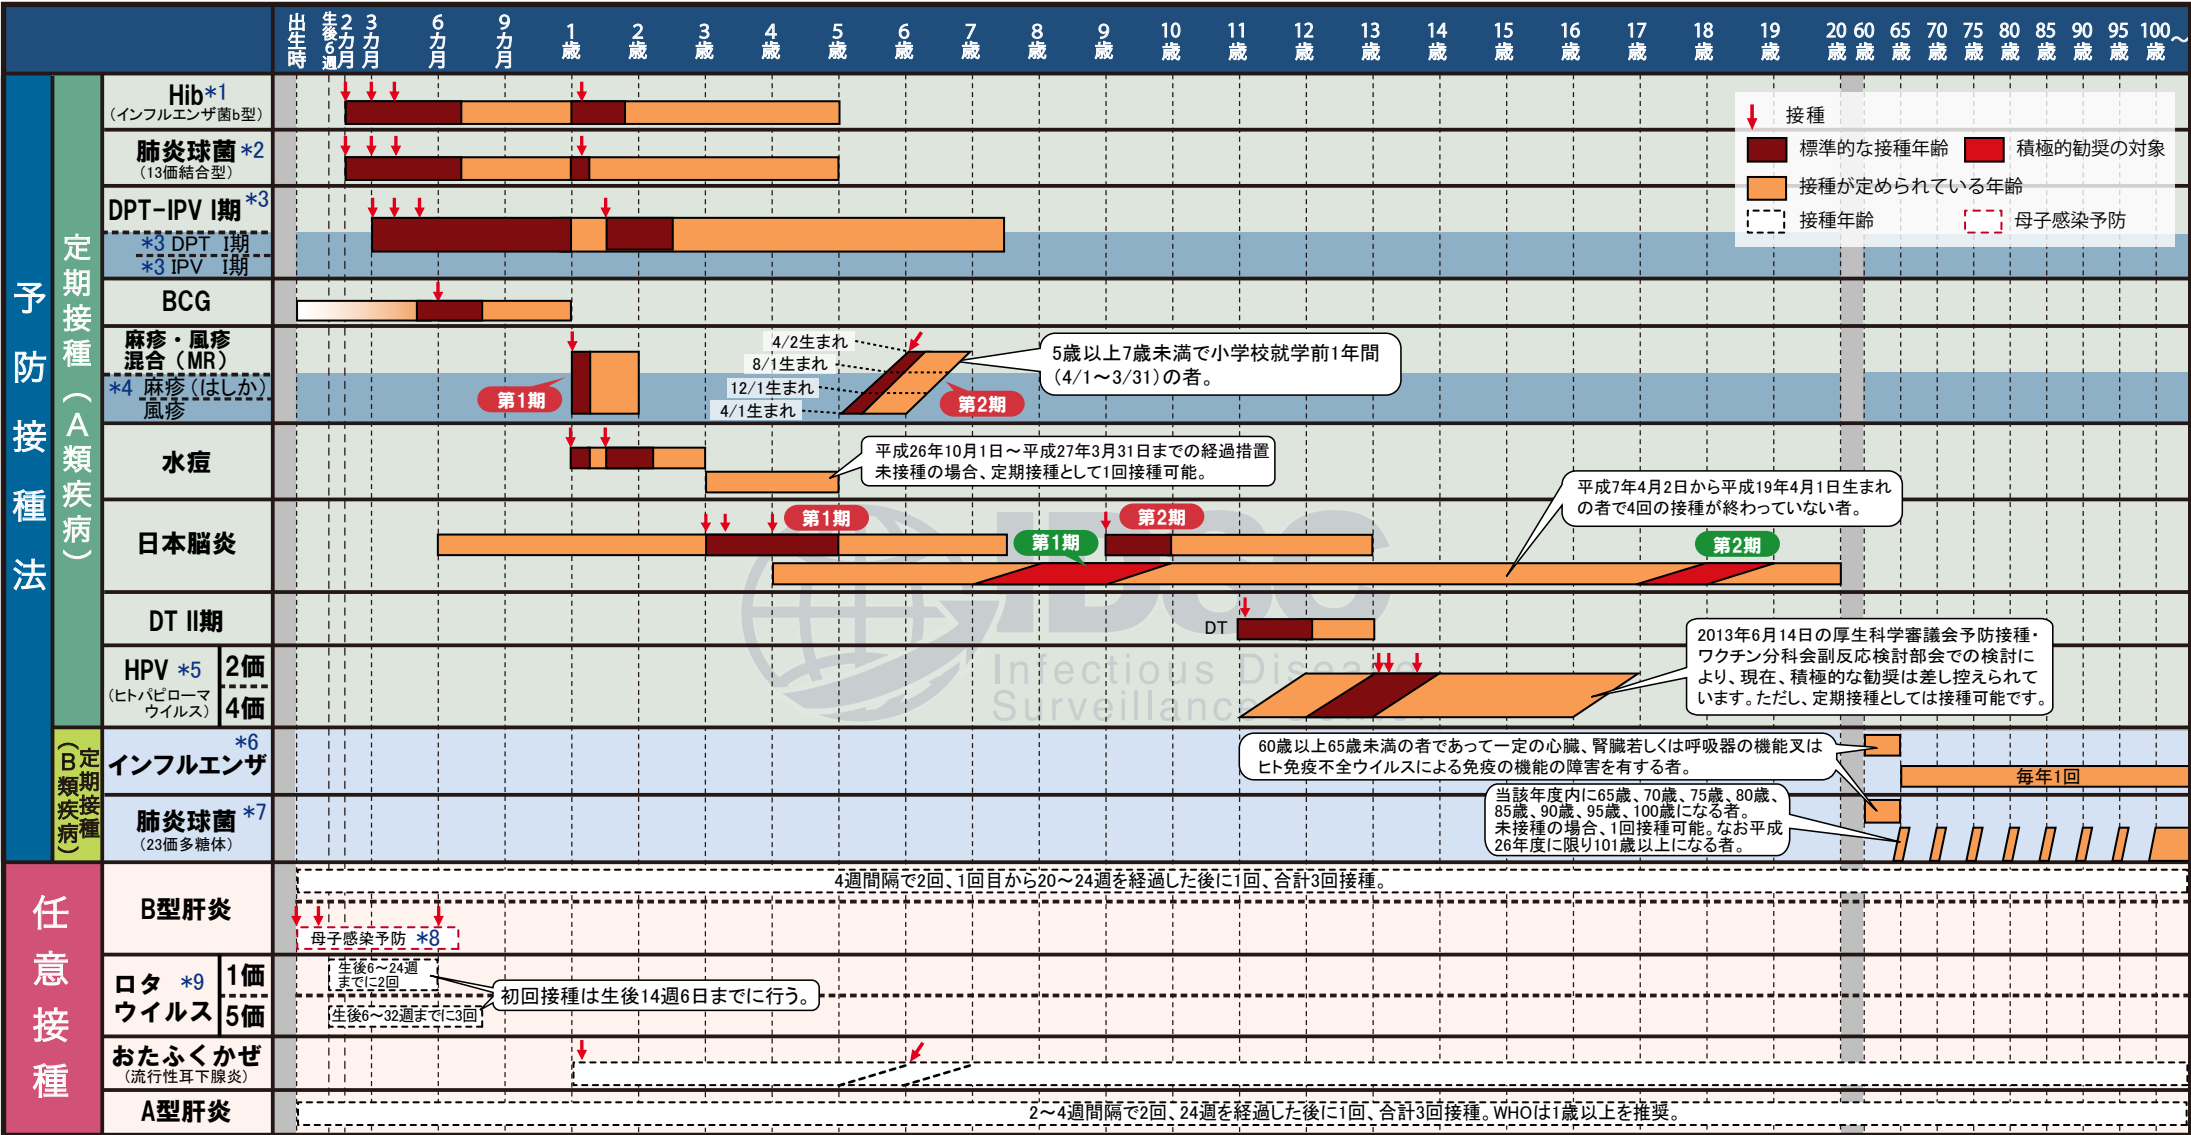 出生時 生後6週 2カ月 3カ月 6カ月 9カ月 1歳 2歳 3歳 4歳 5歳 6歳 7歳 8歳 9歳 10歳 11歳 12歳 13歳 14歳 15歳 16歳 17歳 18歳 19歳 20歳 60歳 65歳 70歳 75歳 80歳 85歳 90歳 95歳 100歳～
予防接種法
定期接種（A類疾病）
Hib*1
（インフルエンザ菌b型）
肺炎球菌*2
（13価結合型）
DPT-IPV I期*3
*3 DPT I期
*3 IPV I期
BCG
麻疹・風疹
混合（MR）
*4 麻疹（はしか）
風疹
水痘
日本脳炎
DT II期
HPV *5
（ヒトパピローマ
ウイルス）
2価
4価
接種
標準的な接種年齢
積極的勧奨の対象
接種が定められている年齢
接種年齢
母子感染予防
4/2生まれ
8/1生まれ
12/1生まれ
4/1生まれ
第1期
第2期
5歳以上7歳未満で小学校就学前1年間
（4/1～3/31）の者。
平成26年10月1日～平成27年3月31日までの経過措置
未接種の場合、定期接種として1回接種可能。
平成7年4月2日から平成19年4月1日生まれ
の者で4回の接種が終わっていない者。
第1期
第2期
第1期
第2期
IDSC
Infectious Disease
Surveillance Center
DT
2013年6月14日の厚生科学審議会予防接種・
ワクチン分科会副反応検討部会での検討に
より、現在、積極的な勧奨は差し控えられて
います。ただし、定期接種としては接種可能です。
定期接種
（B類疾病）
*6
インフルエンザ
60歳以上65歳未満の者であって一定の心臓、腎臓若しくは呼吸器の機能又は
ヒト免疫不全ウイルスによる免疫の機能の障害を有する者。
毎年1回
肺炎球菌*7
（23価多糖体）
当該年度内に65歳、70歳、75歳、80歳、
85歳、90歳、95歳、100歳になる者。
未接種の場合、1回接種可能。なお平成
26年度に限り101歳以上になる者。
任意接種
B型肝炎
4週間隔で2回、1回目から20～24週を経過した後に1回、合計3回接種。
母子感染予防 *8
ロタ *9
ウイルス
1価
5価
生後6～24週
までに2回
生後6～32週までに3回
初回接種は生後14週6日までに行う。
おたふくかぜ
（流行性耳下腺炎）
A型肝炎
2～4週間隔で2回、24週を経過した後に1回、合計3回接種。WHOは1歳以上を推奨。